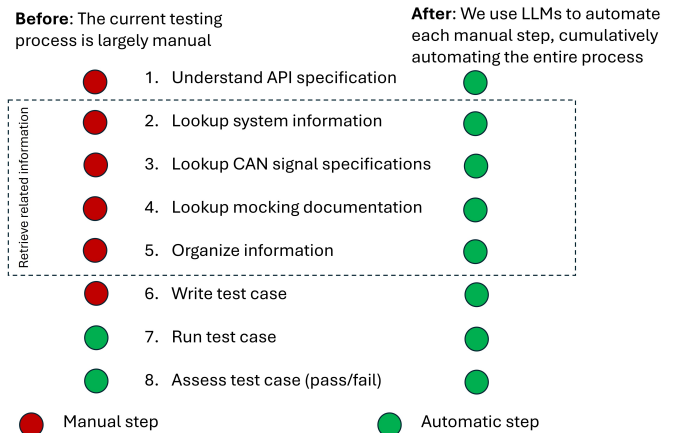 Before: The current testing
process is largely manual
After: We use LLMs to automate
each manual step, cumulatively
automating the entire process
1. Understand API specification
Retrieve related information
2. Lookup system information
3. Lookup CAN signal specifications
4. Lookup mocking documentation
5. Organize information
6. Write test case
7. Run test case
8. Assess test case (pass/fail)
Manual step
Automatic step